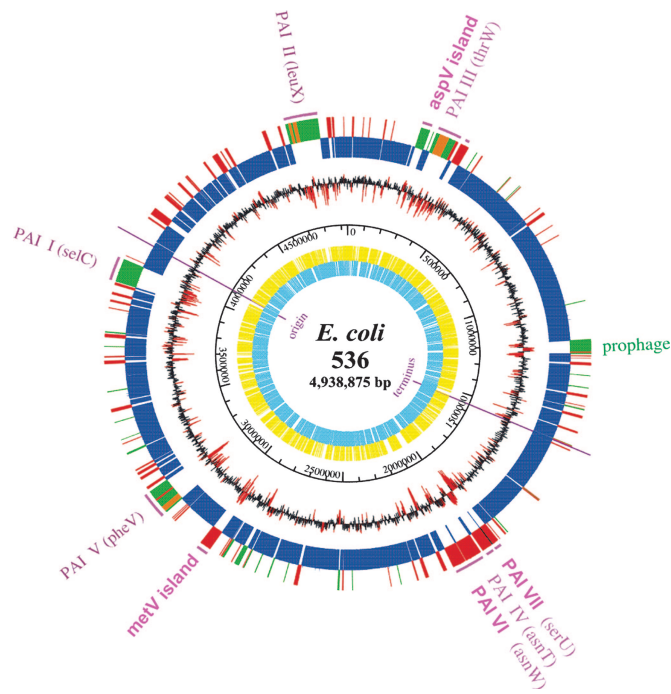 PAI II (leuX)
aspV island
PAI III (thrW)
PAI I (selC)
prophage
PAI V (pheV)
metV island
PAI VII (serU)
PAI IV (asnT)
PAI VI (asnW)
origin
terminus
E. coli
536
4,938,875 bp
0
1500000
1000000
1500000
2000000
2500000
3000000
3500000
4000000
4500000